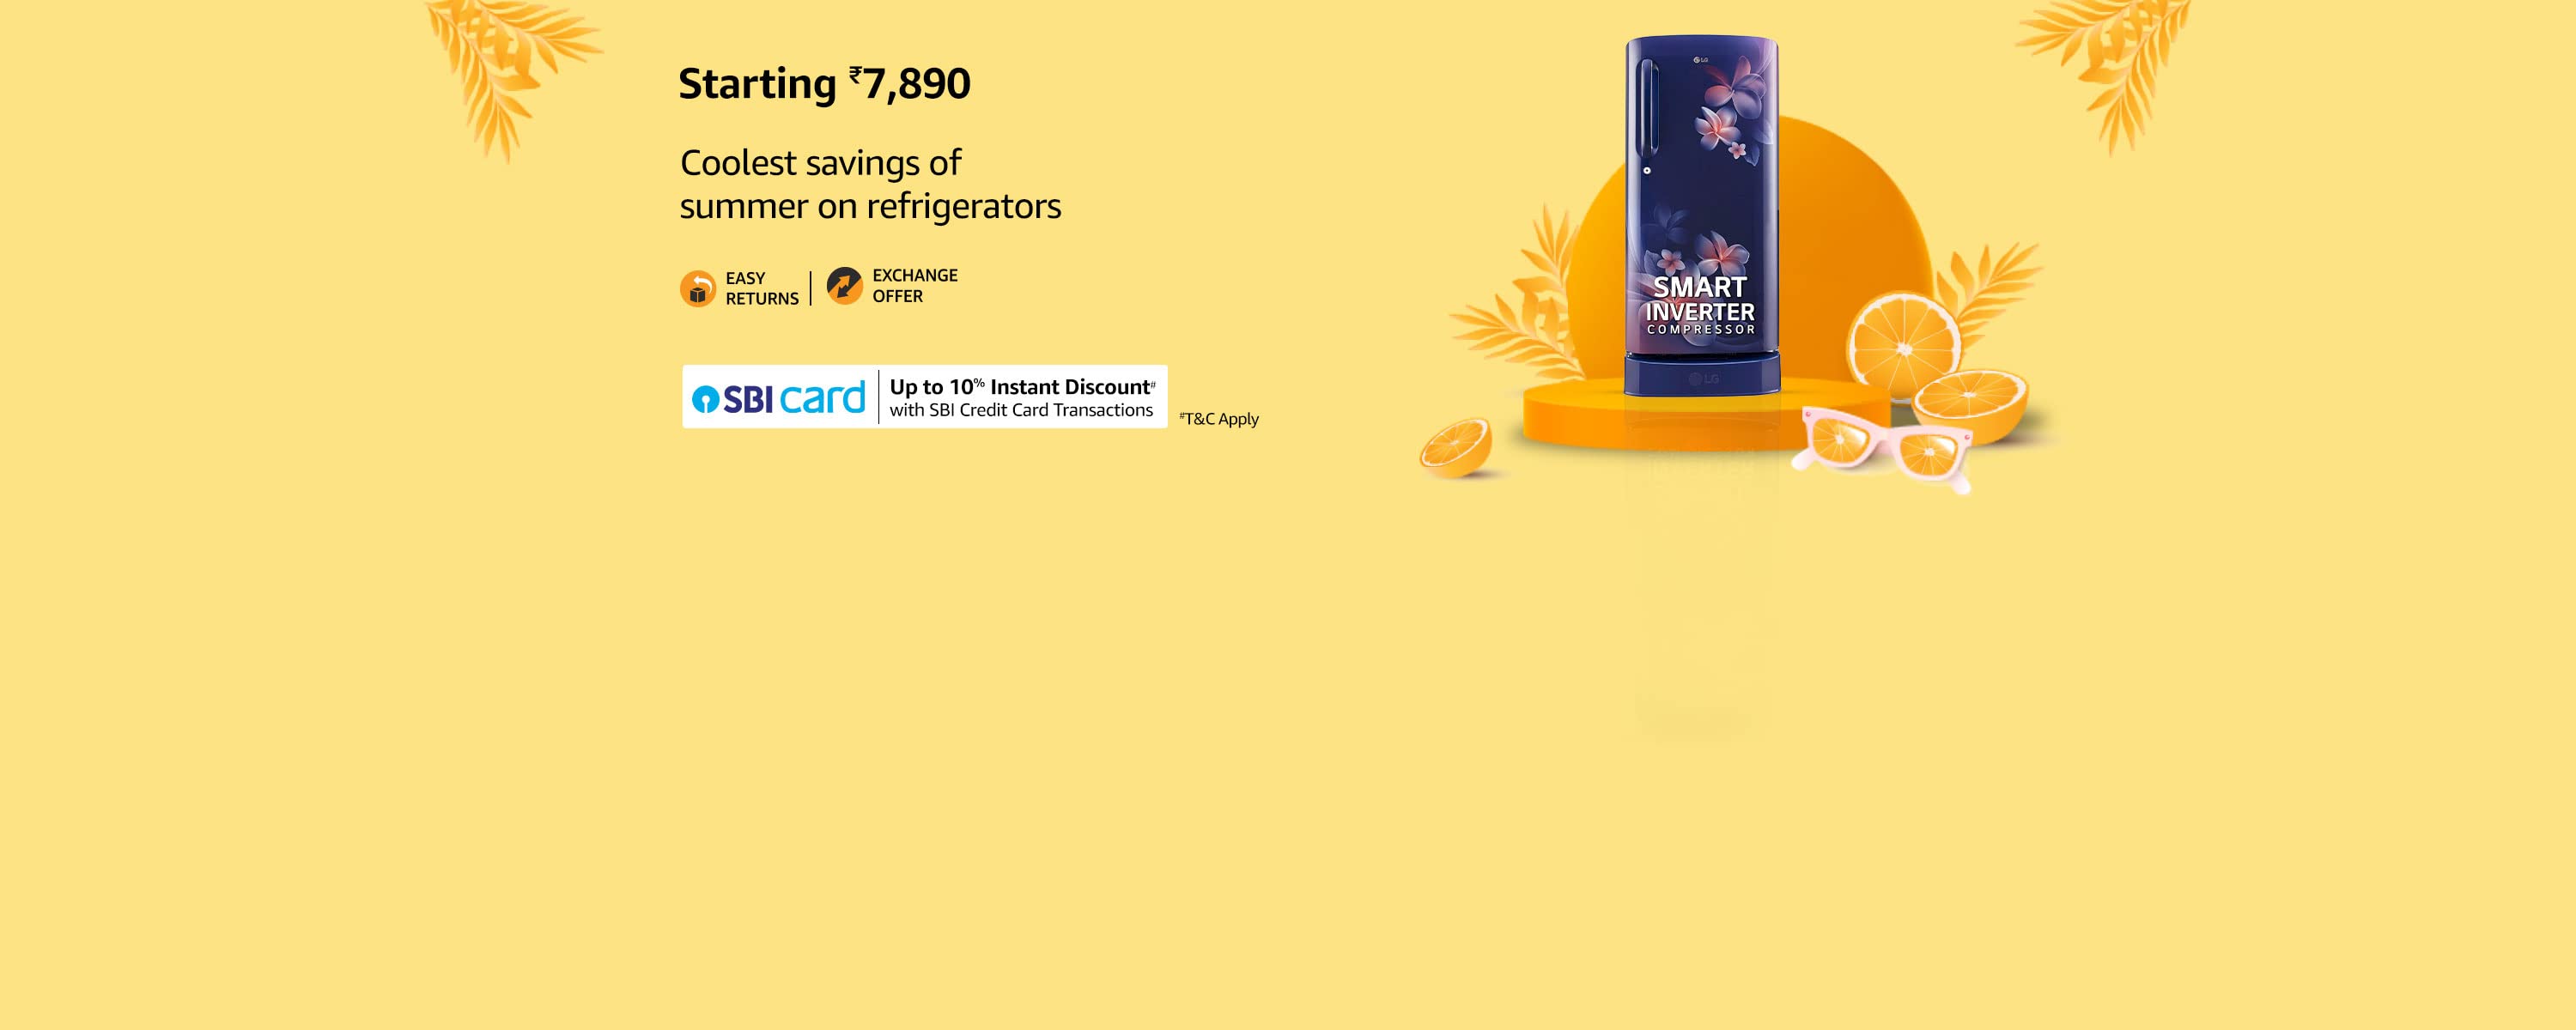 Starting ₹7,890
Coolest savings of
summer on refrigerators
EASY
RETURNS
EXCHANGE
OFFER
SBI card
Up to 10% Instant Discount#
with SBI Credit Card Transactions
#T&C Apply
LG
SMART
INVERTER
COMPRESSOR
LG